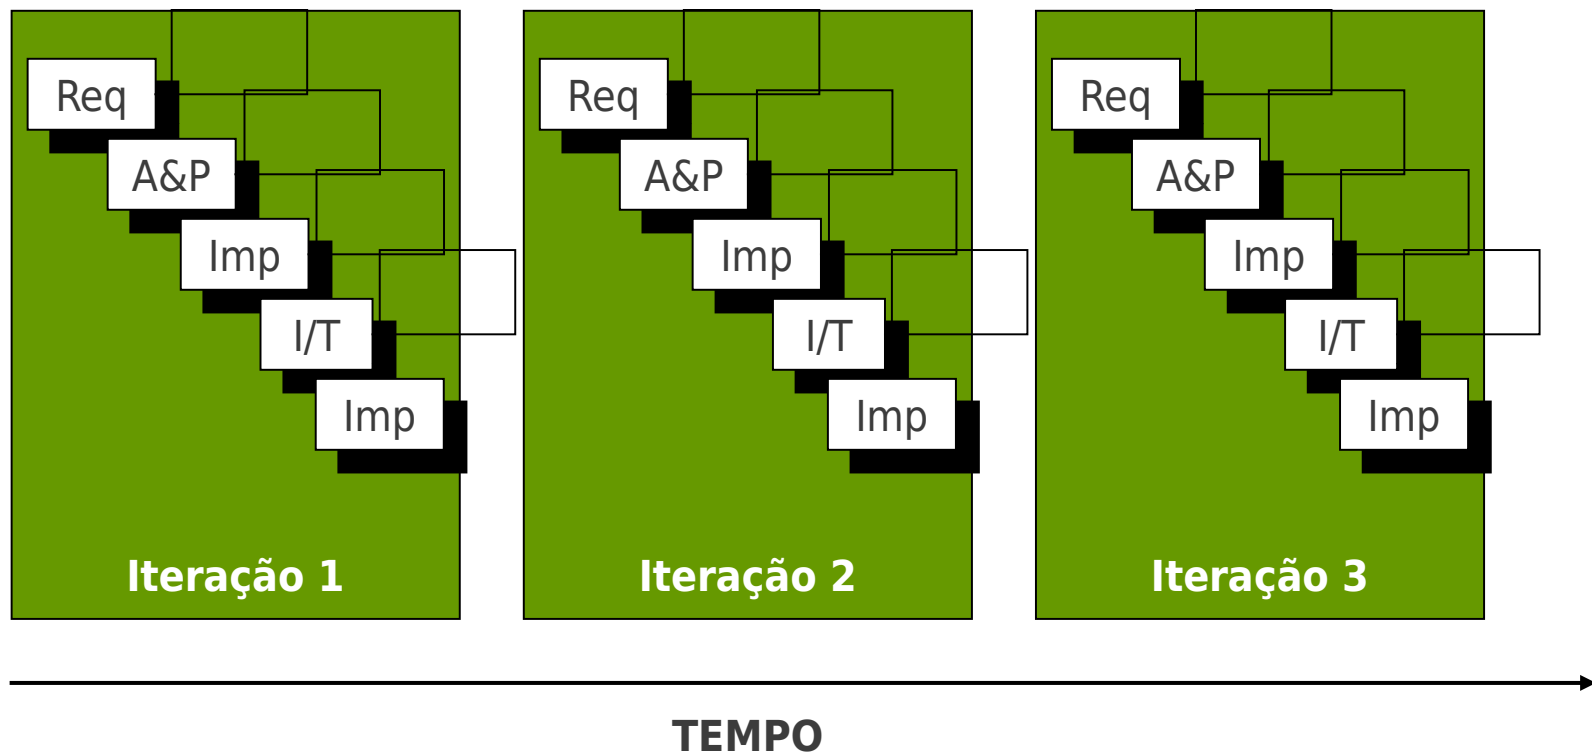 Req
A&P
Imp
I/T
Imp
Iteração 1
Req
A&P
Imp
I/T
Imp
Iteração 2
Req
A&P
Imp
I/T
Imp
Iteração 3
TEMPO